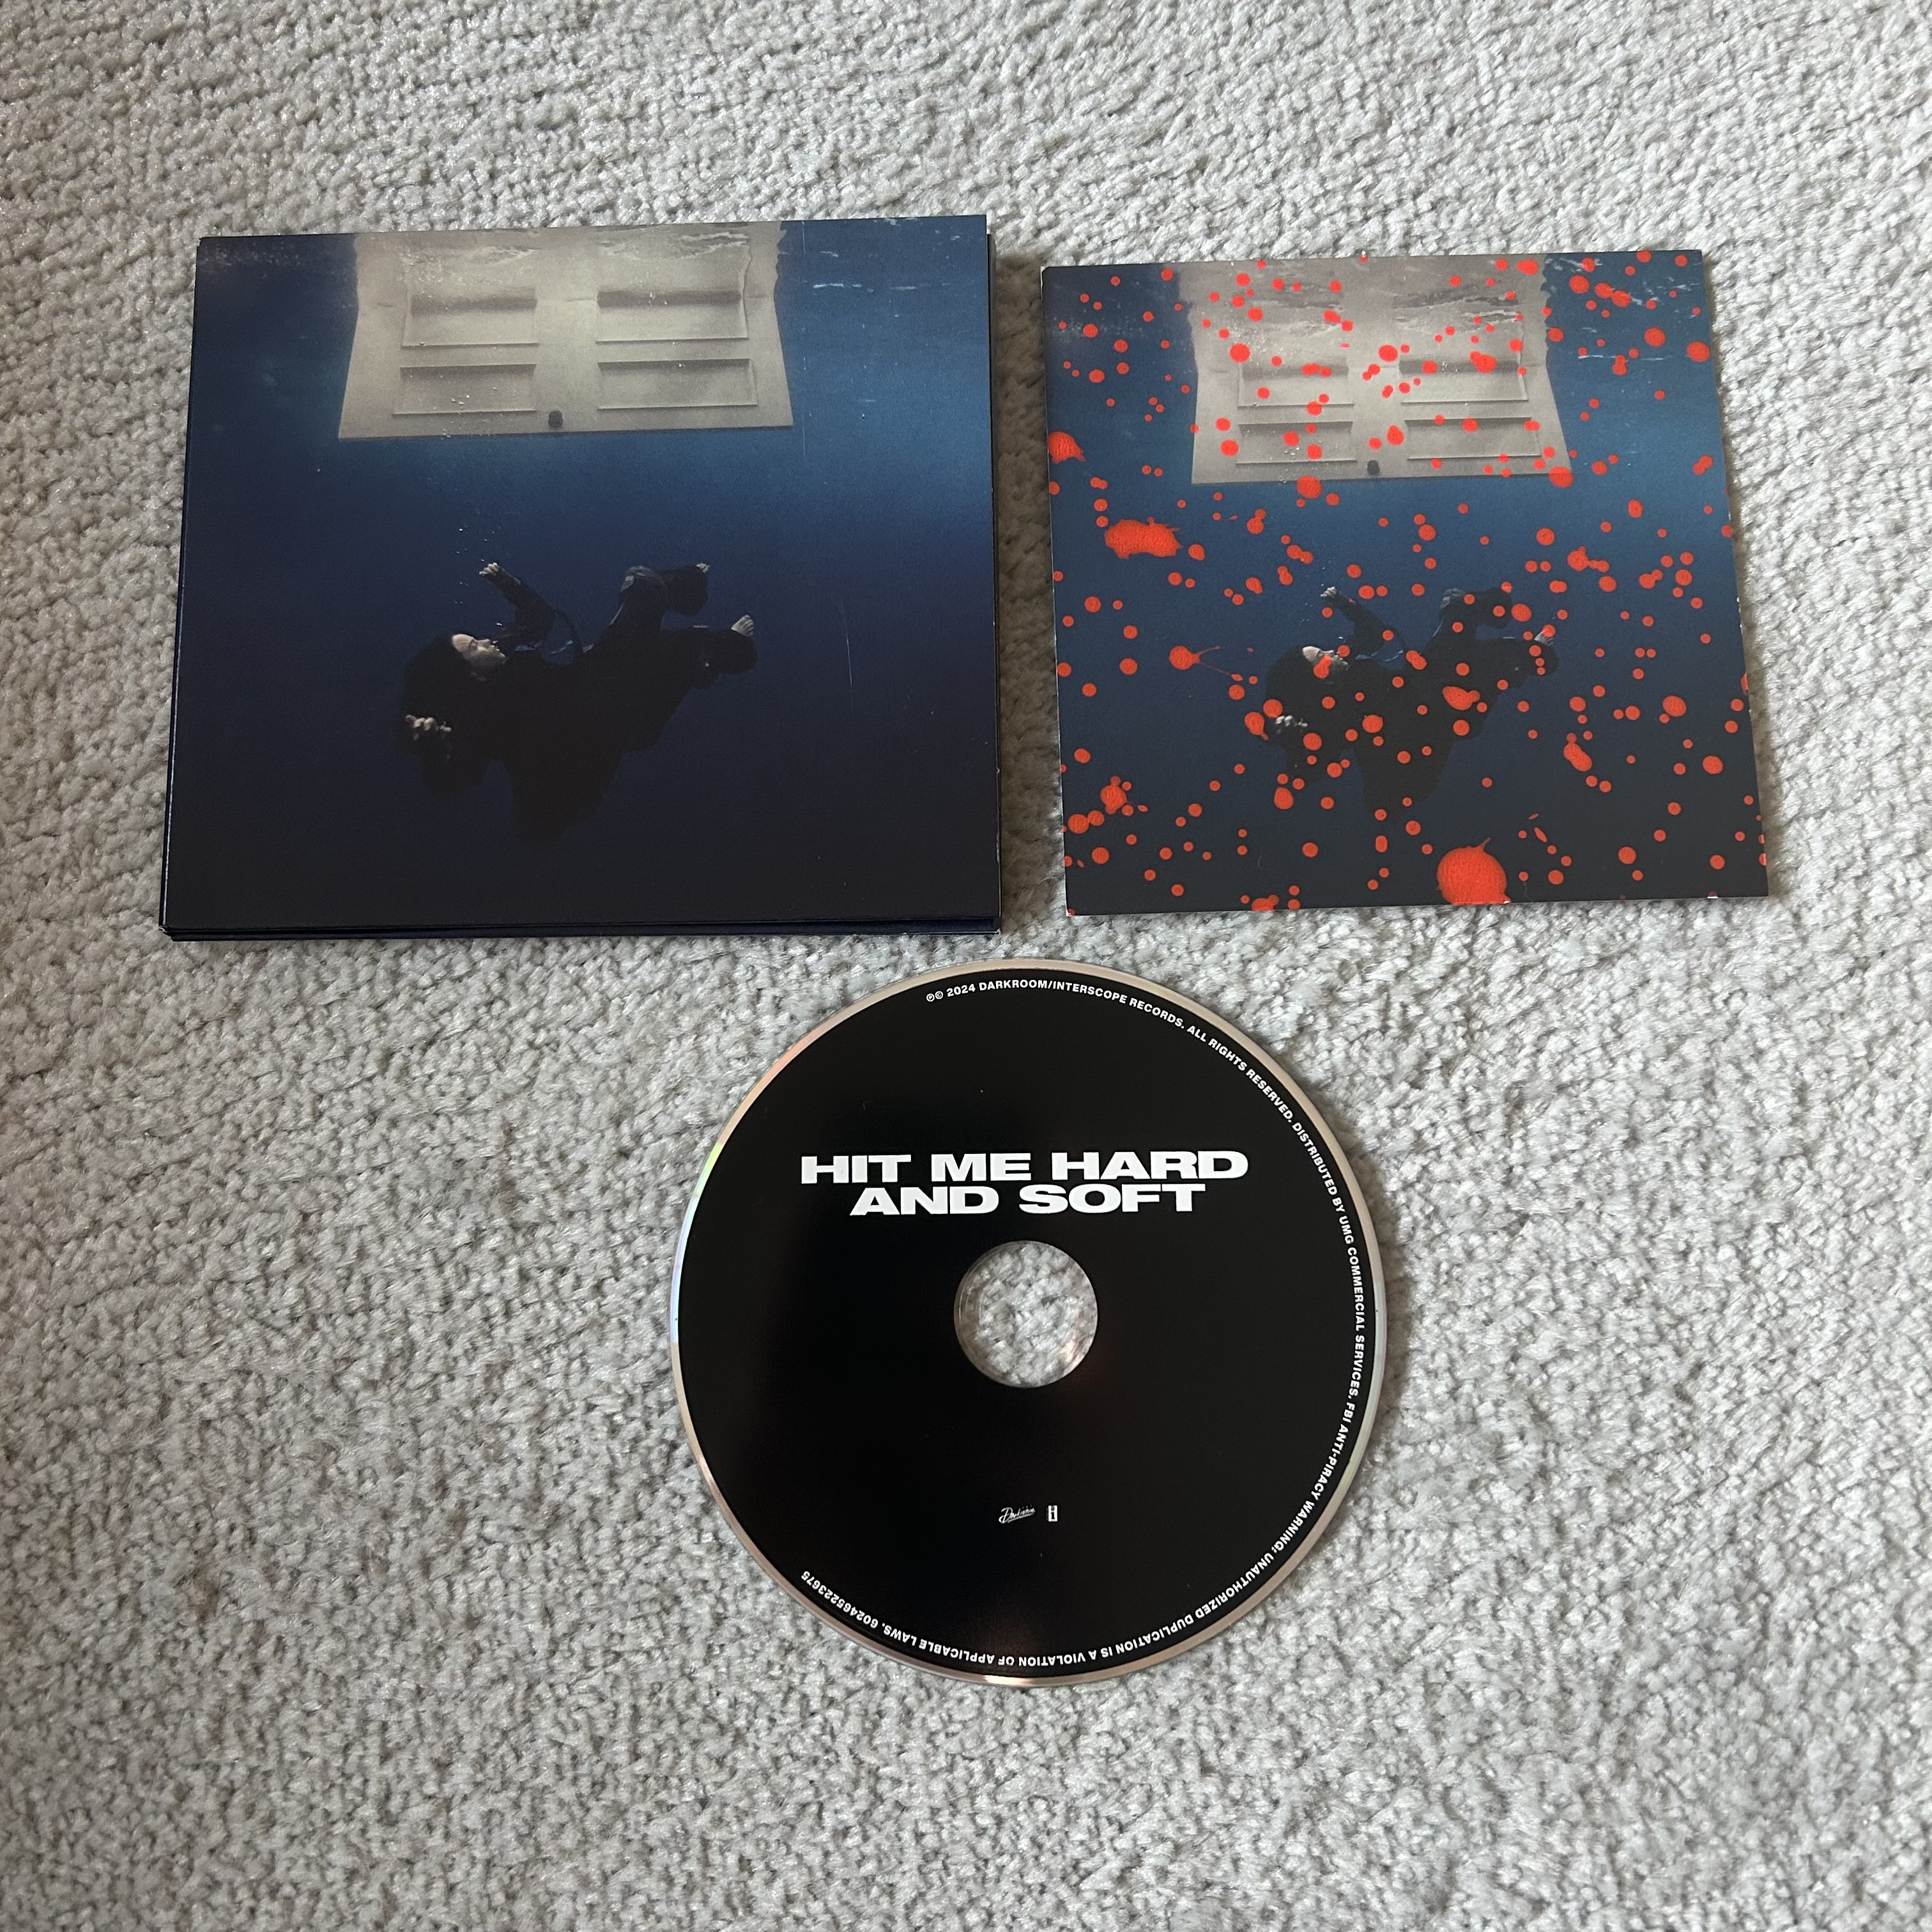 ℗© 2024 DARKROOM/INTERSCOPE RECORDS. ALL RIGHTS RESERVED. DISTRIBUTED BY UMG COMMERCIAL SERVICES. FBI ANTI-PIRACY WARNING: UNAUTHORIZED DUPLICATION IS A VIOLATION OF APPLICABLE LAWS. 602465223675
HIT ME HARD
AND SOFT
Darkroom
i